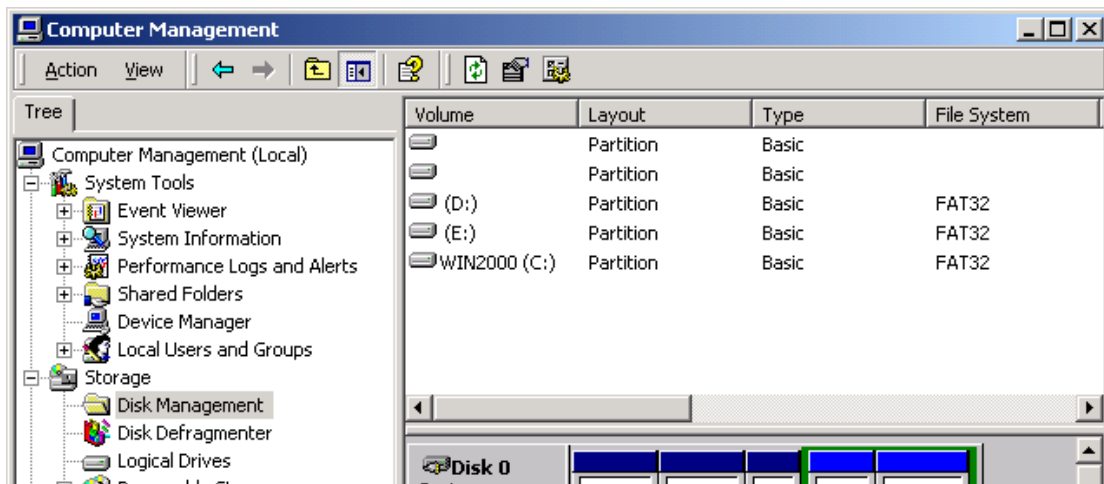 Computer Management
Action View
Tree
Computer Management (Local)
System Tools
Event Viewer
System Information
Performance Logs and Alerts
Shared Folders
Device Manager
Local Users and Groups
Storage
Disk Management
Disk Defragmenter
Logical Drives
Volume Layout Type File System
Partition Basic
Partition Basic
(D:) Partition Basic FAT32
(E:) Partition Basic FAT32
WIN2000 (C:) Partition Basic FAT32
Disk 0